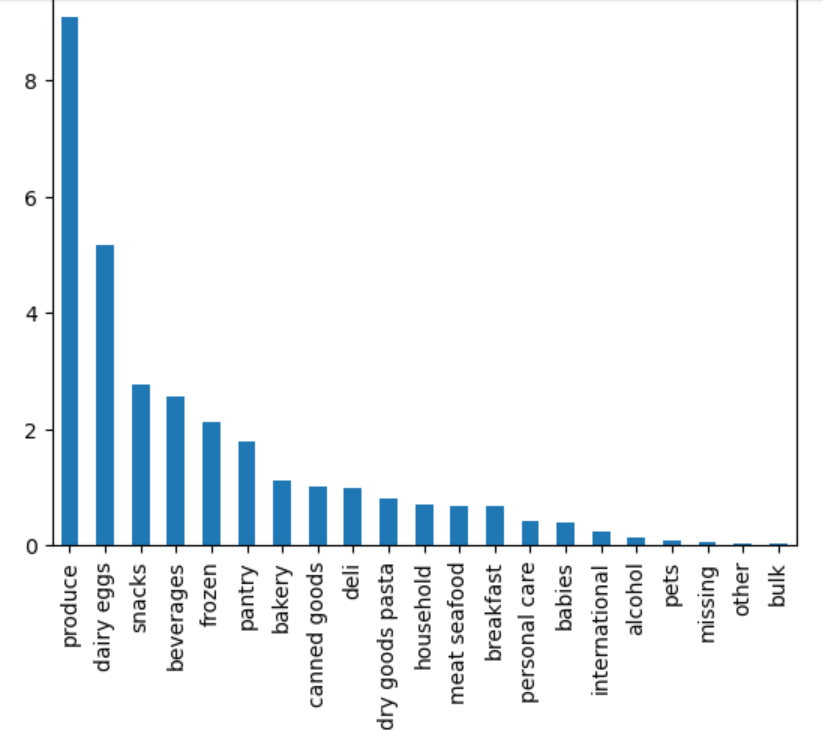 8
6
4
2
0
produce
dairy eggs
snacks
beverages
frozen
pantry
bakery
canned goods
deli
dry goods pasta
household
meat seafood
breakfast
personal care
babies
international
alcohol
pets
missing
other
bulk